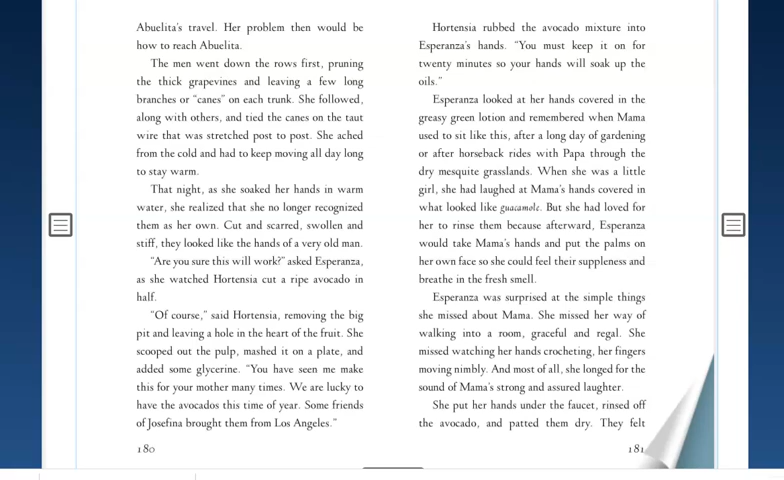 Abuelita's travel. Her problem then would be
how to reach Abuelita.
The men went down the rows first, pruning
the thick grapevines and leaving a few long
branches or “canes” on each trunk. She followed,
along with others, and tied the canes on the taut
wire that was stretched post to post. She ached
from the cold and had to keep moving all day long
to stay warm.
That night, as she soaked her hands in warm
water, she realized that she no longer recognized
them as her own. Cut and scarred, swollen and
stiff, they looked like the hands of a very old man.
“Are you sure this will work?” asked Esperanza,
as she watched Hortensia cut a ripe avocado in
half.
“Of course,” said Hortensia, removing the big
pit and leaving a hole in the heart of the fruit. She
scooped out the pulp, mashed it on a plate, and
added some glycerine. “You have seen me make
this for your mother many times. We are lucky to
have the avocados this time of year. Some friends
of Josefina brought them from Los Angeles.”
180
Hortensia rubbed the avocado mixture into
Esperanza's hands. “You must keep it on for
twenty minutes so your hands will soak up the
oils.”
Esperanza looked at her hands covered in the
greasy green lotion and remembered when Mama
used to sit like this, after a long day of gardening
or after horseback rides with Papa through the
dry mesquite grasslands. When she was a little
girl, she had laughed at Mama's hands covered in
what looked like guacamole. But she had loved for
her to rinse them because afterward, Esperanza
would take Mama's hands and put the palms on
her own face so she could feel their suppleness and
breathe in the fresh smell.
Esperanza was surprised at the simple things
she missed about Mama. She missed her way of
walking into a room, graceful and regal. She
missed watching her hands crocheting, her fingers
moving nimbly. And most of all, she longed for the
sound of Mama's strong and assured laughter.
She put her hands under the faucet, rinsed off
the avocado, and patted them dry. They felt
181